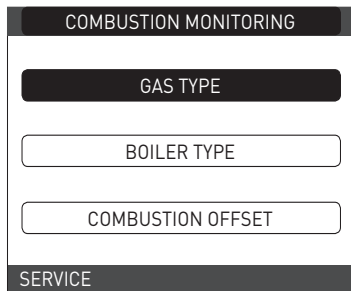 COMBUSTION MONITORING
GAS TYPE
BOILER TYPE
COMBUSTION OFFSET
SERVICE